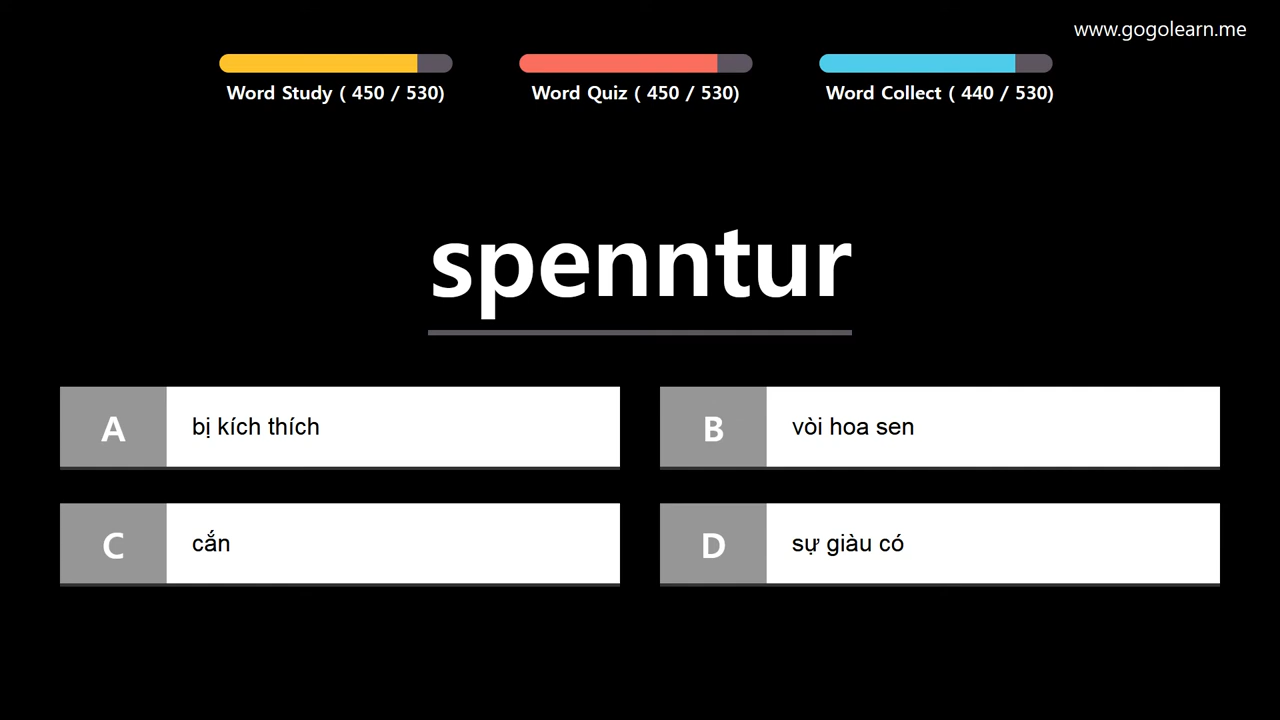 www.gogolearn.me
Word Study ( 450 / 530)
Word Quiz ( 450 / 530)
Word Collect ( 440 / 530)
spenntur
A bị kích thích
B vòi hoa sen
C cắn
D sự giàu có